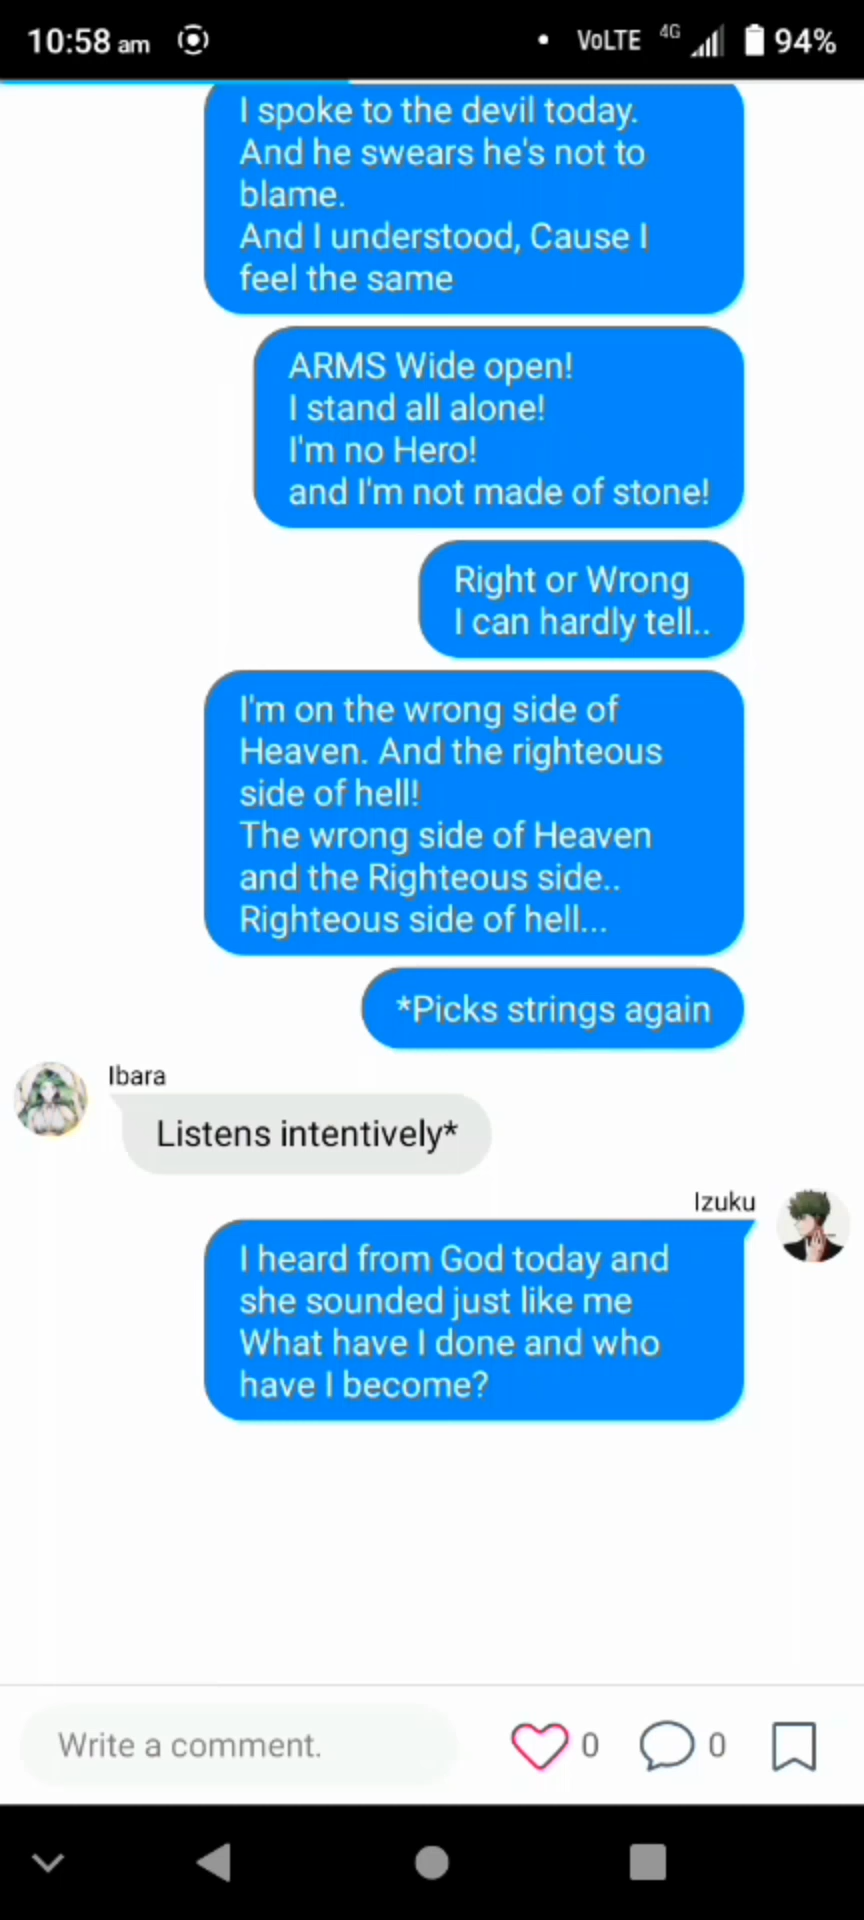 10:58 am
VoLTE 4G 94%
I spoke to the devil today.
And he swears he's not to
blame.
And I understood, Cause I
feel the same
ARMS Wide open!
I stand all alone!
I'm no Hero!
and I'm not made of stone!
Right or Wrong
I can hardly tell..
I'm on the wrong side of
Heaven. And the righteous
side of hell!
The wrong side of Heaven
and the Righteous side..
Righteous side of hell...
*Picks strings again
Ibara
Listens intentively*
Izuku
I heard from God today and
she sounded just like me
What have I done and who
have I become?
Write a comment.
0
0